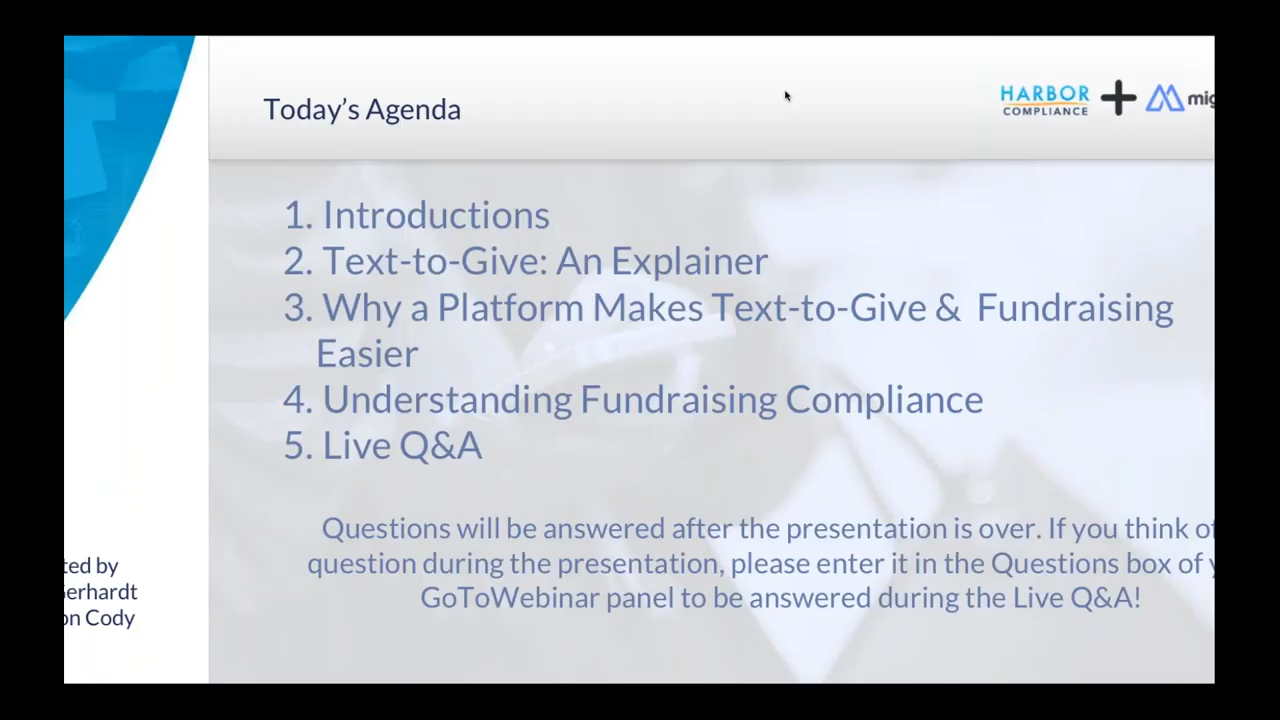 Today's Agenda
HARBOR
COMPLIANCE
mig
1. Introductions
2. Text-to-Give: An Explainer
3. Why a Platform Makes Text-to-Give & Fundraising
Easier
4. Understanding Fundraising Compliance
5. Live Q&A
Questions will be answered after the presentation is over. If you think of
question during the presentation, please enter it in the Questions box of
GoToWebinar panel to be answered during the Live Q&A!
ted by
Gerhardt
on Cody